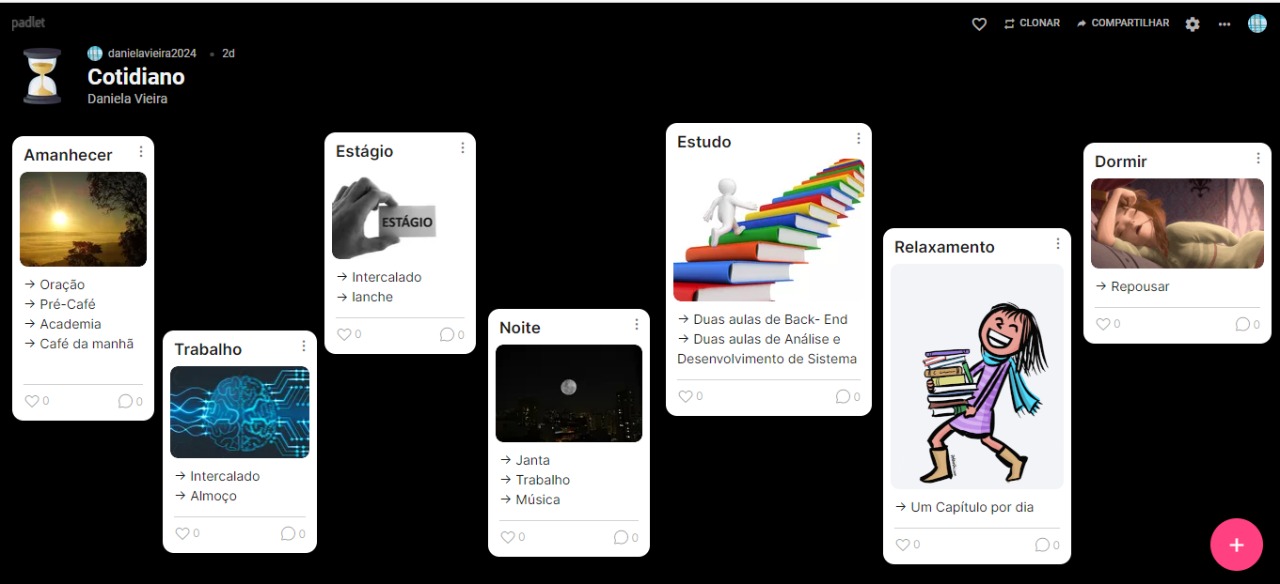 padlet
CLONAR
COMPARTILHAR
danielavieira2024 • 2d
Cotidiano
Daniela Vieira
Amanhecer
→ Oração
→ Pré-Café
→ Academia
→ Café da manhã
0 0
Trabalho
→ Intercalado
→ Almoço
0 0
Estágio
ESTÁGIO
→ Intercalado
→ lanche
0 0
Noite
→ Janta
→ Trabalho
→ Música
0 0
Estudo
→ Duas aulas de Back- End
→ Duas aulas de Análise e
Desenvolvimento de Sistema
0 0
Relaxamento
→ Um Capítulo por dia
0 0
Dormir
→ Repousar
0 0